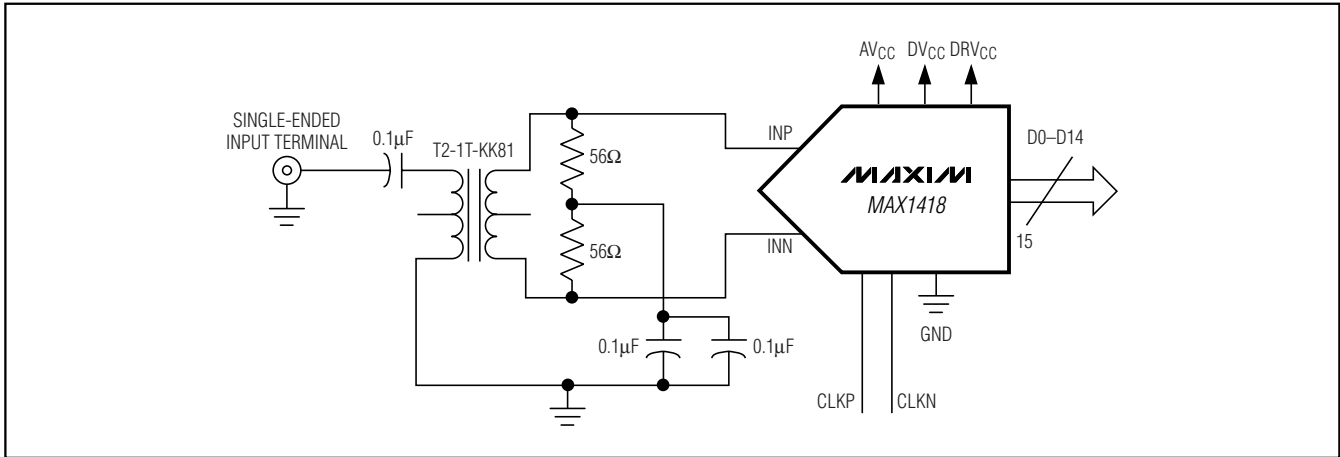 AVCC DVCC DRVCC
SINGLE-ENDED
INPUT TERMINAL
0.1µF
T2-1T-KK81
56Ω
56Ω
INP
INN
MAXIM
MAX1418
D0–D14
15
GND
0.1µF
0.1µF
CLKP
CLKN